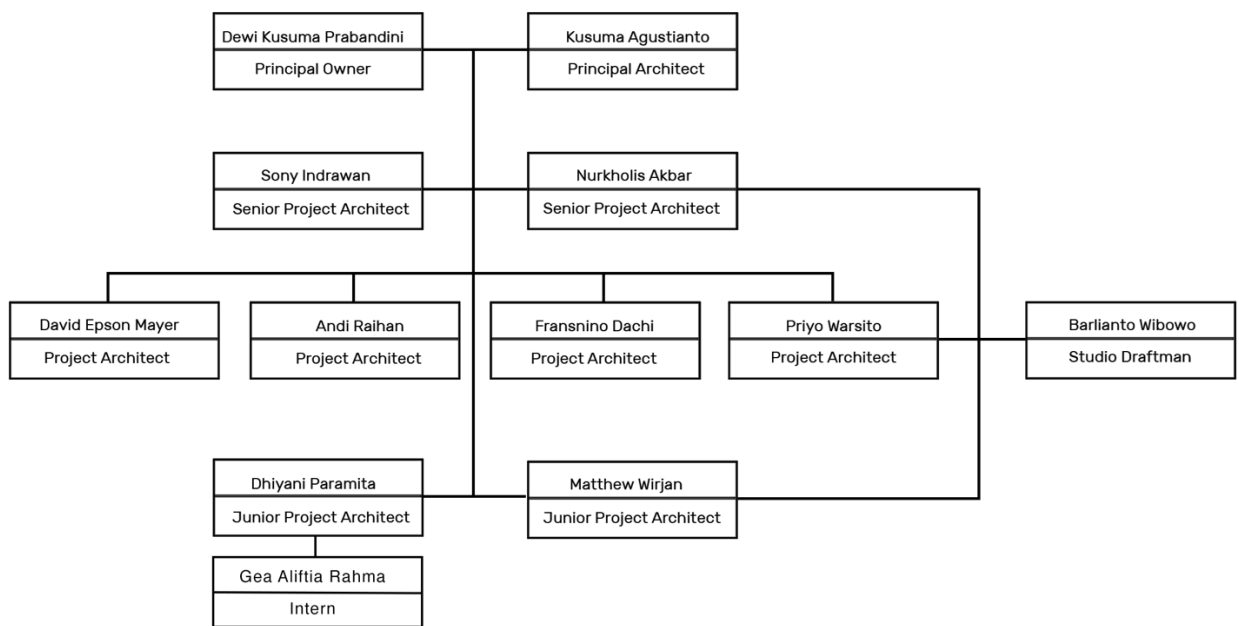 Dewi Kusuma Prabandini
Principal Owner
Kusuma Agustianto
Principal Architect
Sony Indrawan
Senior Project Architect
Nurkholis Akbar
Senior Project Architect
David Epson Mayer
Project Architect
Andi Raihan
Project Architect
Fransnino Dachi
Project Architect
Priyo Warsito
Project Architect
Barlianto Wibowo
Studio Draftman
Dhiyani Paramita
Junior Project Architect
Matthew Wirjan
Junior Project Architect
Gea Aliftia Rahma
Intern